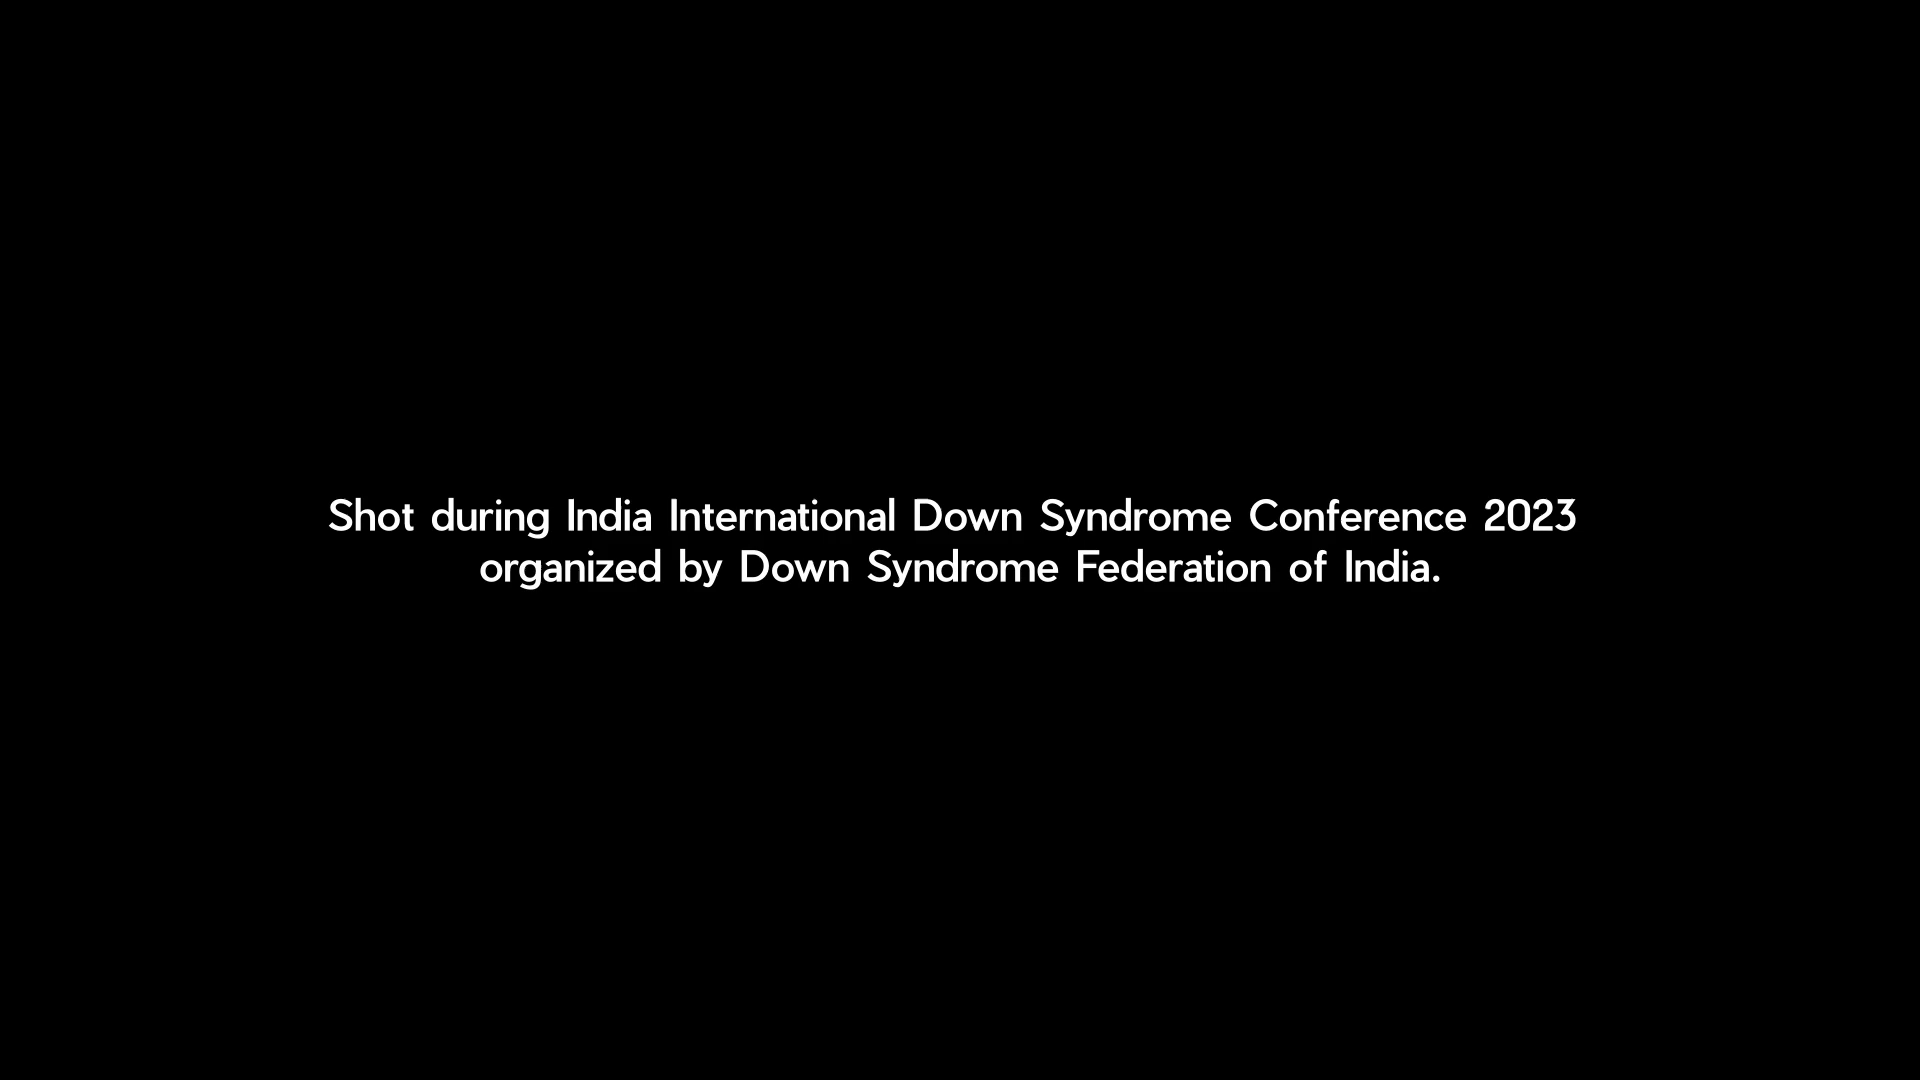 Shot during India International Down Syndrome Conference 2023
organized by Down Syndrome Federation of India.